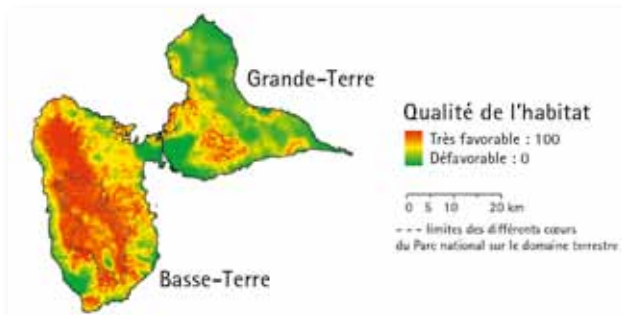 Grande-Terre
Qualité de l'habitat
Très favorable : 100
Défavorable : 0
0 5 10 20 km
--- limites des différents cœurs
du Parc national sur le domaine terrestre
Basse-Terre